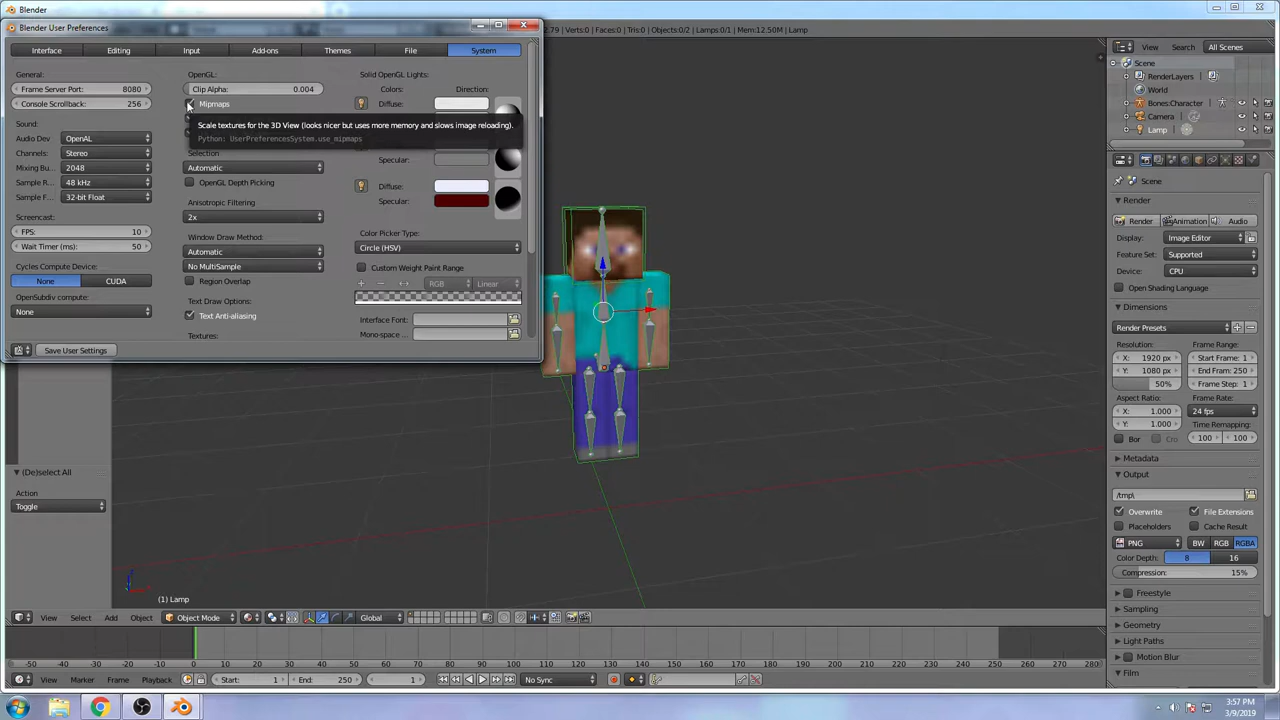 Blender
Blender User Preferences
:2.79 | Verts:0 | Faces:0 | Tris:0 | Objects:0/2 | Lamps:0/1 | Mem:12.50M | Lamp
Interface Editing Input Add-ons Themes File System
View Search All Scenes
Scene
RenderLayers
World
Bones:Character
Camera
Lamp
General:
Frame Server Port: 8080
Console Scrollback: 256
Sound:
Audio Dev OpenAL
Channels: Stereo
Mixing Bu... 2048
Sample R... 48 kHz
Sample F... 32-bit Float
Screencast:
FPS: 10
Wait Timer (ms): 50
Cycles Compute Device:
None CUDA
OpenSubdiv compute:
None
OpenGL:
Clip Alpha: 0.004
Mipmaps
Scale textures for the 3D View (looks nicer but uses more memory and slows image reloading).
Python: UserPreferencesSystem.use_mipmaps
Selection
Automatic
OpenGL Depth Picking
Anisotropic Filtering
2x
Window Draw Method:
Automatic
No MultiSample
Region Overlap
Text Draw Options:
Text Anti-aliasing
Textures:
Solid OpenGL Lights:
Colors: Direction:
Diffuse:
Specular:
Diffuse:
Specular:
Color Picker Type:
Circle (HSV)
Custom Weight Paint Range
RGB Linear
Interface Font:
Mono-space ...
Save User Settings
(De)select All
Action
Toggle
(1) Lamp
Scene
Render
Render Animation Audio
Display: Image Editor
Feature Set: Supported
Device: CPU
Open Shading Language
Dimensions
Render Presets
Resolution: Frame Range:
X: 1920 px Start Frame: 1
Y: 1080 px End Fram: 250
50% Frame Step: 1
Aspect Ratio: Frame Rate:
X: 1.000 24 fps
Y: 1.000 Time Remapping:
Bor Cro 100 100
Metadata
Output
/tmp\
Overwrite File Extensions
Placeholders Cache Result
PNG BW RGB RGBA
Color Depth: 8 16
Compression: 15%
Freestyle
Sampling
Geometry
Light Paths
Motion Blur
Film
View Select Add Object Object Mode Global
-50 -40 -30 -20 -10 0 10 20 30 40 50 60 70 80 90 100 110 120 130 140 150 160 170 180 190 200 210 220 230 240 250 260 270 280
View Marker Frame Playback Start: 1 End: 250 1 No Sync
3:57 PM
3/9/2019